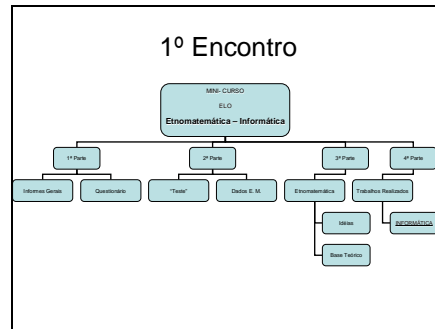 1º Encontro
MINI- CURSO
ELO
Etnomatemática – Informática
1ª Parte
2ª Parte
3ª Parte
4ª Parte
Informes Gerais
Questionário
"Teste"
Dados E. M.
Etnomatemática
Trabalhos Realizados
Idéias
INFORMÁTICA
Base Teórico